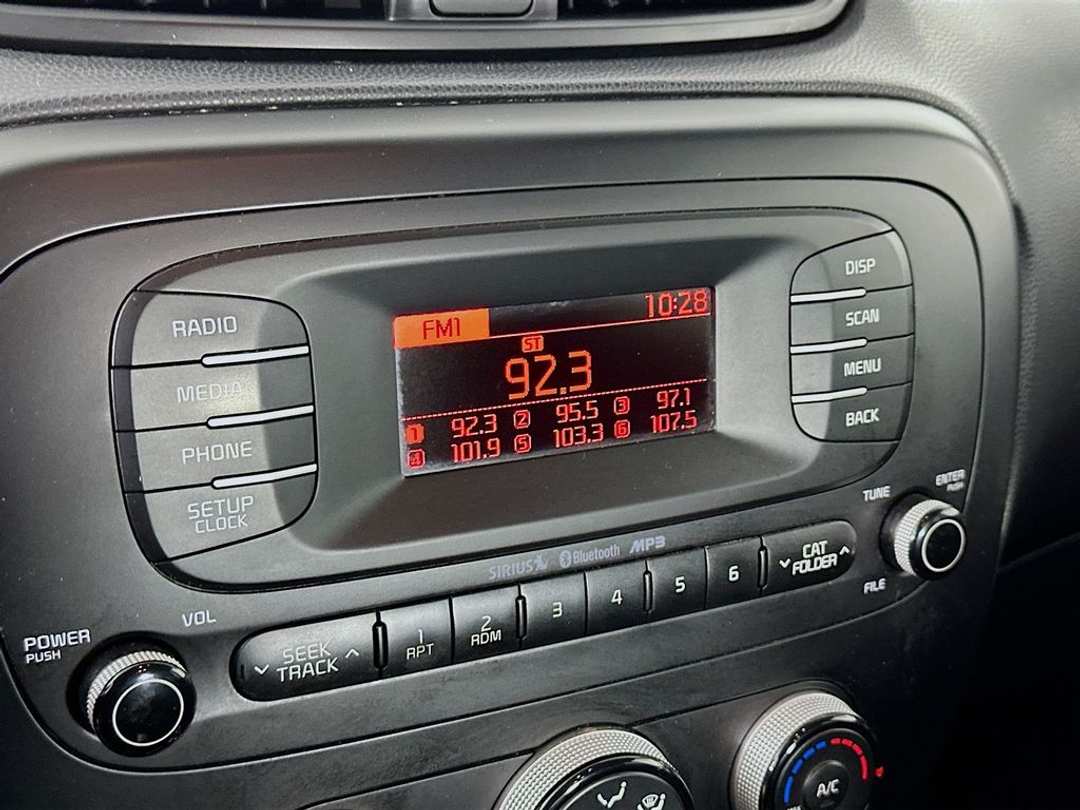 RADIO
MEDIA
PHONE
SETUP
CLOCK
FM1
10:28
ST
92.3
1 92.3 2 95.5 3 97.1
4 101.9 5 103.3 6 107.5
DISP
SCAN
MENU
BACK
SIRIUS Bluetooth MP3
TUNE
ENTER
PUSH
FILE
POWER
PUSH
VOL
SEEK
TRACK
1
RPT
2
RDM
3
4
5
6
CAT
FOLDER
A/C